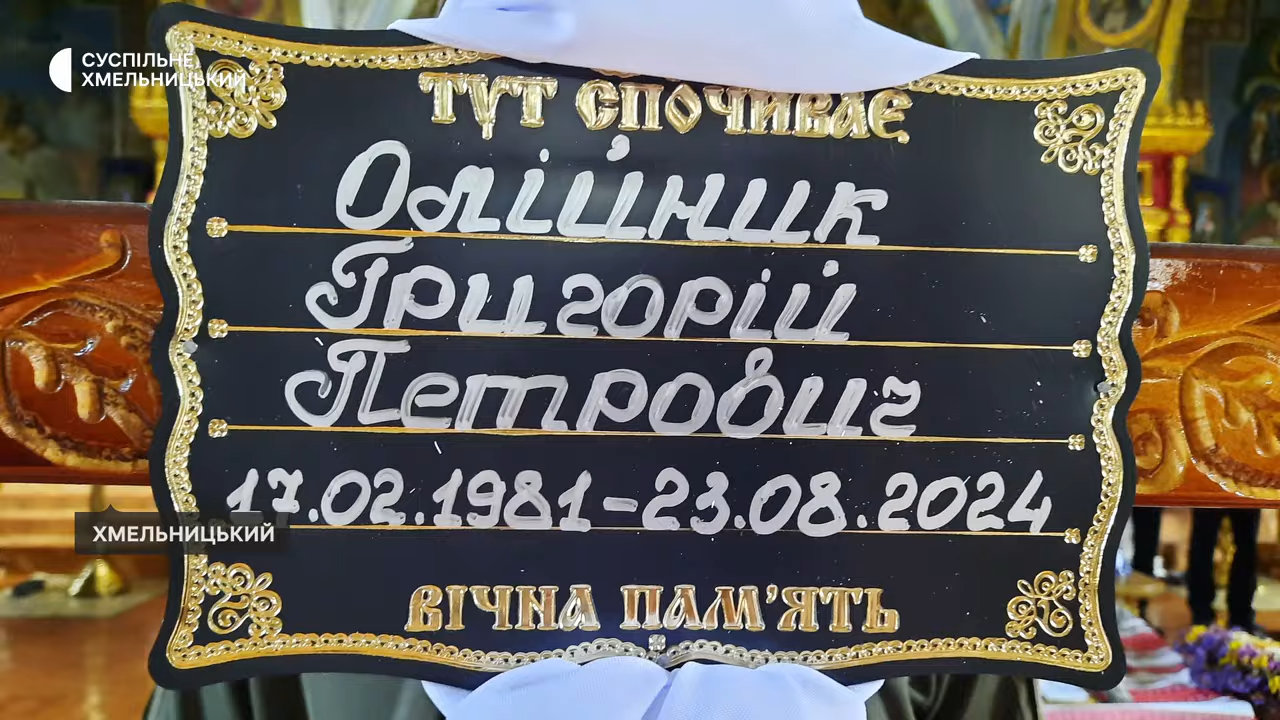 СУСПІЛЬНЕ
ХМЕЛЬНИЦЬКИЙ
ТУТ СПОЧИВАЄ
Олійник
Григорій
Петрович
17.02.1981-23.08.2024
ХМЕЛЬНИЦЬКИЙ
ВІЧНА ПАМ'ЯТЬ